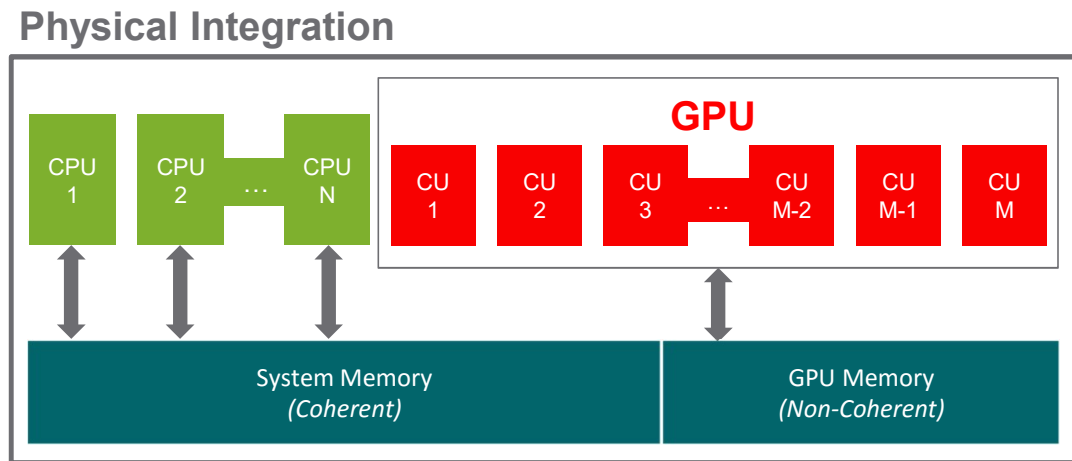 Physical Integration
GPU
CPU
1
CPU
2
…
CPU
N
CU
1
CU
2
CU
3
…
CU
M-2
CU
M-1
CU
M
System Memory
(Coherent)
GPU Memory
(Non-Coherent)